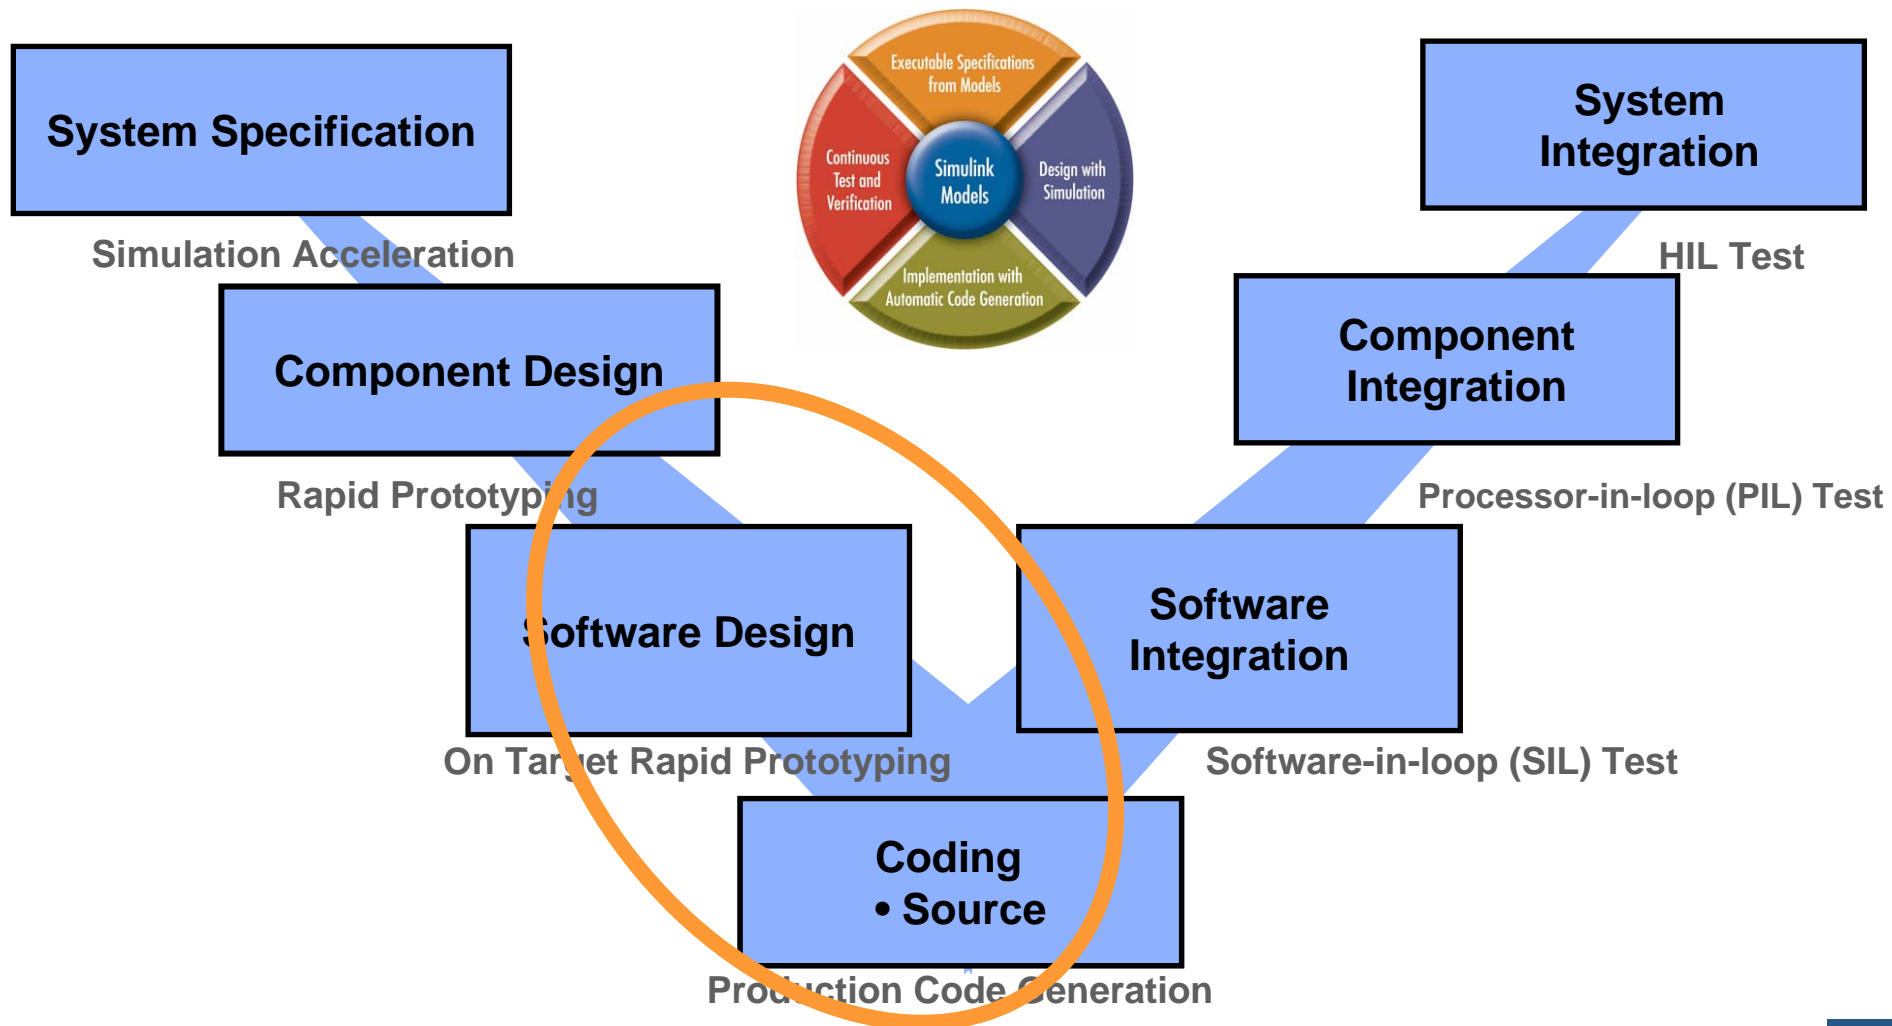 System Specification
Simulation Acceleration
Component Design
Rapid Prototyping
Software Design
On Target Rapid Prototyping
Coding
• Source
Production Code Generation
Executable Specifications
from Models
Continuous
Test and
Verification
Simulink
Models
Design with
Simulation
Implementation with
Automatic Code Generation
System
Integration
HIL Test
Component
Integration
Processor-in-loop (PIL) Test
Software
Integration
Software-in-loop (SIL) Test